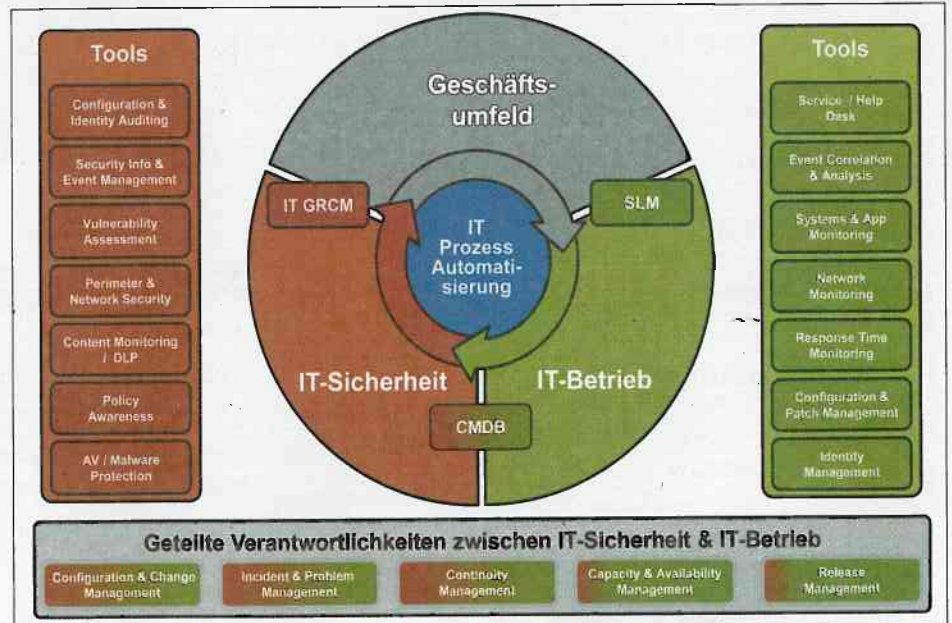 Tools
Configuration &
Identity Auditing
Security Info &
Event Management
Vulnerability
Assessment
Perimeter &
Network Security
Content Monitoring
/ DLP
Policy
Awareness
AV / Malware
Protection
Geschäfts-
umfeld
IT GRCM
SLM
IT
Prozess
Automati-
sierung
IT-Sicherheit
IT-Betrieb
CMDB
Tools
Service / Help
Desk
Event Correlation
& Analysis
Systems & App
Monitoring
Network
Monitoring
Response Time
Monitoring
Configuration &
Patch Management
Identity
Management
Geteilte Verantwortlichkeiten zwischen IT-Sicherheit & IT-Betrieb
Configuration & Change
Management
Incident & Problem
Management
Continuity
Management
Capacity & Availability
Management
Release
Management